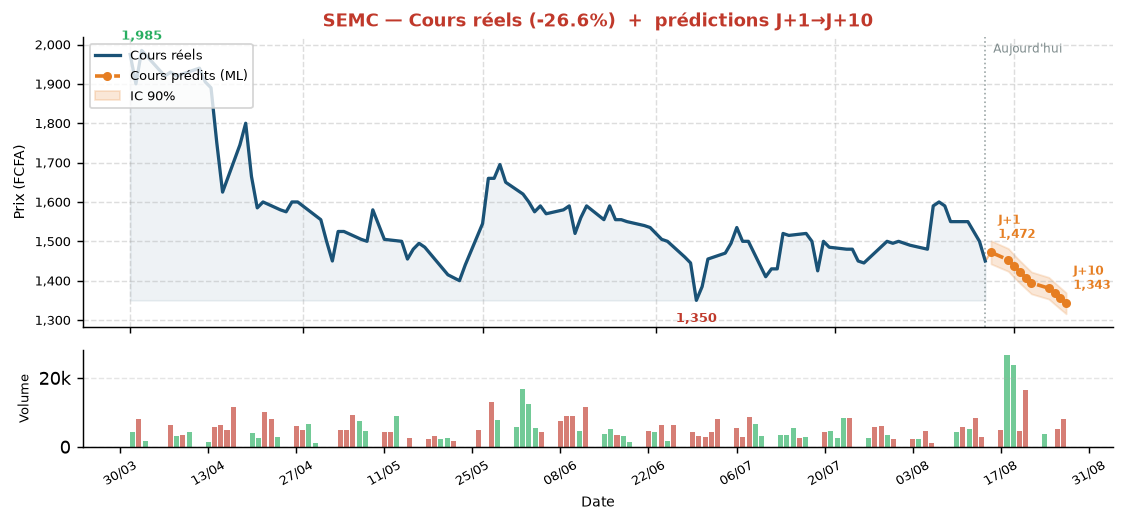 SEMC — Cours réels (-26.6%) + prédictions J+1→J+10
1,985
Cours réels
Cours prédits (ML)
IC 90%
Aujourd'hui
2,000
1,900
1,800
1,700
1,600
1,500
1,400
1,300
Prix (FCFA)
J+1
1,472
J+10
1,343
1,350
20k
0
Volume
30/03
13/04
27/04
11/05
25/05
08/06
22/06
06/07
20/07
03/08
17/08
31/08
Date